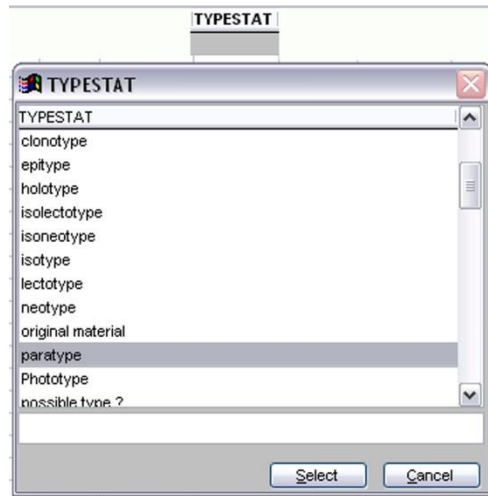 TYPESTAT
TYPESTAT
TYPESTAT
clonotype
epitype
holotype
isolectotype
isoneotype
isotype
lectotype
neotype
original material
paratype
Phototype
possible type ?
Select Cancel